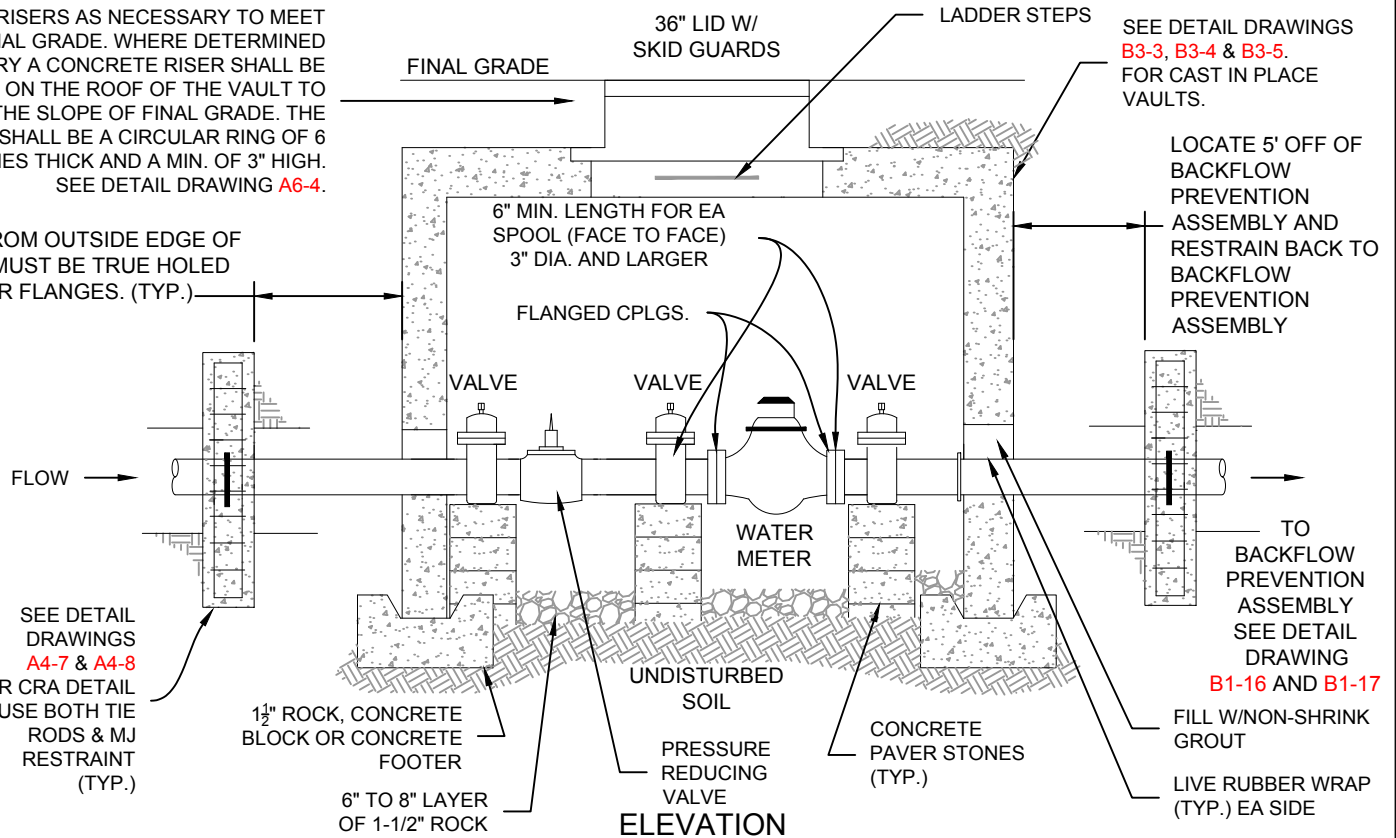 RISERS AS NECESSARY TO MEET
GRADE. WHERE DETERMINED
A CONCRETE RISER SHALL BE
ON THE ROOF OF THE VAULT TO
THE SLOPE OF FINAL GRADE. THE
SHALL BE A CIRCULAR RING OF 6
THICK AND A MIN. OF 3" HIGH.
SEE DETAIL DRAWING A6-4.
FROM OUTSIDE EDGE OF
MUST BE TRUE HOLED
FLANGES. (TYP.)
FINAL GRADE
36" LID W/
SKID GUARDS
LADDER STEPS
SEE DETAIL DRAWINGS
B3-3, B3-4 & B3-5.
FOR CAST IN PLACE
VAULTS.
LOCATE 5' OFF OF
BACKFLOW
PREVENTION
ASSEMBLY AND
RESTRAIN BACK TO
BACKFLOW
PREVENTION
ASSEMBLY
6" MIN. LENGTH FOR EA
SPOOL (FACE TO FACE)
3" DIA. AND LARGER
FLANGED CPLGS.
VALVE
VALVE
VALVE
FLOW
WATER
METER
TO
BACKFLOW
PREVENTION
ASSEMBLY
SEE DETAIL
DRAWING
B1-16 AND B1-17
SEE DETAIL
DRAWINGS
A4-7 & A4-8
CRA DETAIL
USE BOTH TIE
RODS & MJ
RESTRAINT
(TYP.)
1½" ROCK, CONCRETE
BLOCK OR CONCRETE
FOOTER
6" TO 8" LAYER
OF 1-1/2" ROCK
UNDISTURBED
SOIL
PRESSURE
REDUCING
VALVE
CONCRETE
PAVER STONES
(TYP.)
FILL W/NON-SHRINK
GROUT
LIVE RUBBER WRAP
(TYP.) EA SIDE
ELEVATION